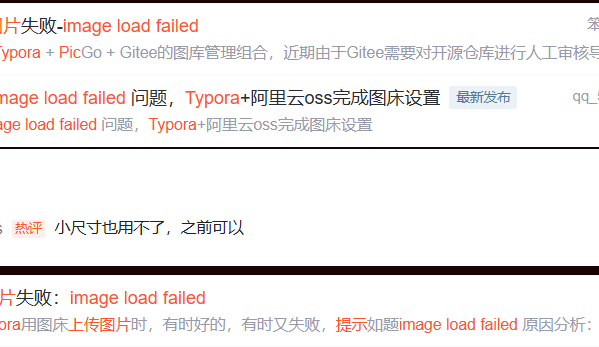 片失败-image load failed 笨
Typora + PicGo + Gitee的图库管理组合，近期由于Gitee需要对开源仓库进行人工审核导
mage load failed 问题，Typora+阿里云oss完成图床设置 最新发布 qq_
age load failed 问题，Typora+阿里云oss完成图床设置
s 热评 小尺寸也用不了，之前可以
片失败：image load failed
ora用图床上传图片时，有时好的，有时又失败，提示如题image load failed 原因分析：